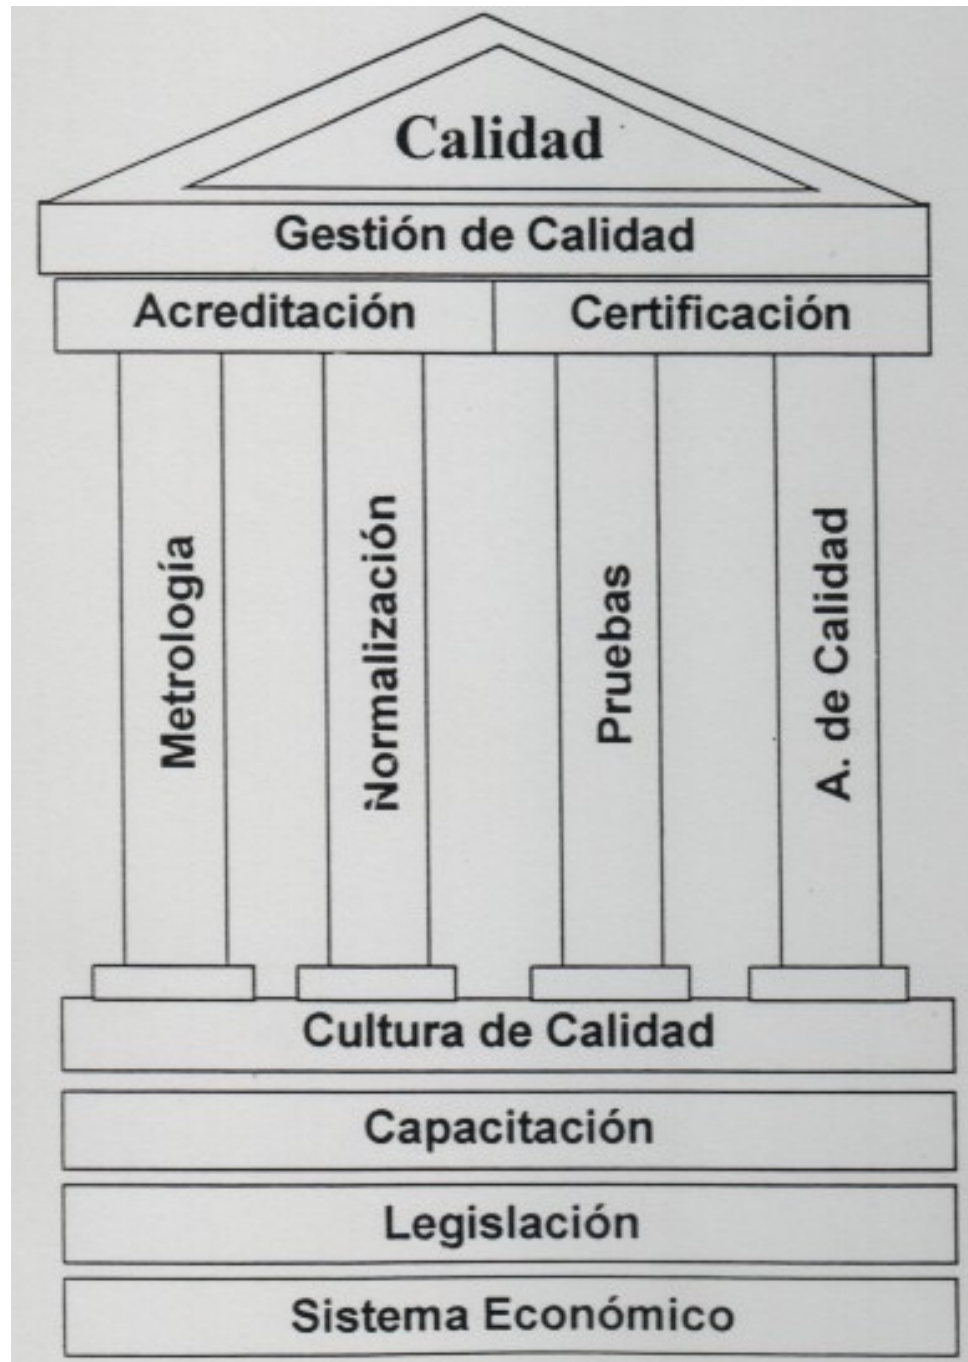 Calidad
Gestión de Calidad
Acreditación
Certificación
Metrología
Normalización
Pruebas
A. de Calidad
Cultura de Calidad
Capacitación
Legislación
Sistema Económico